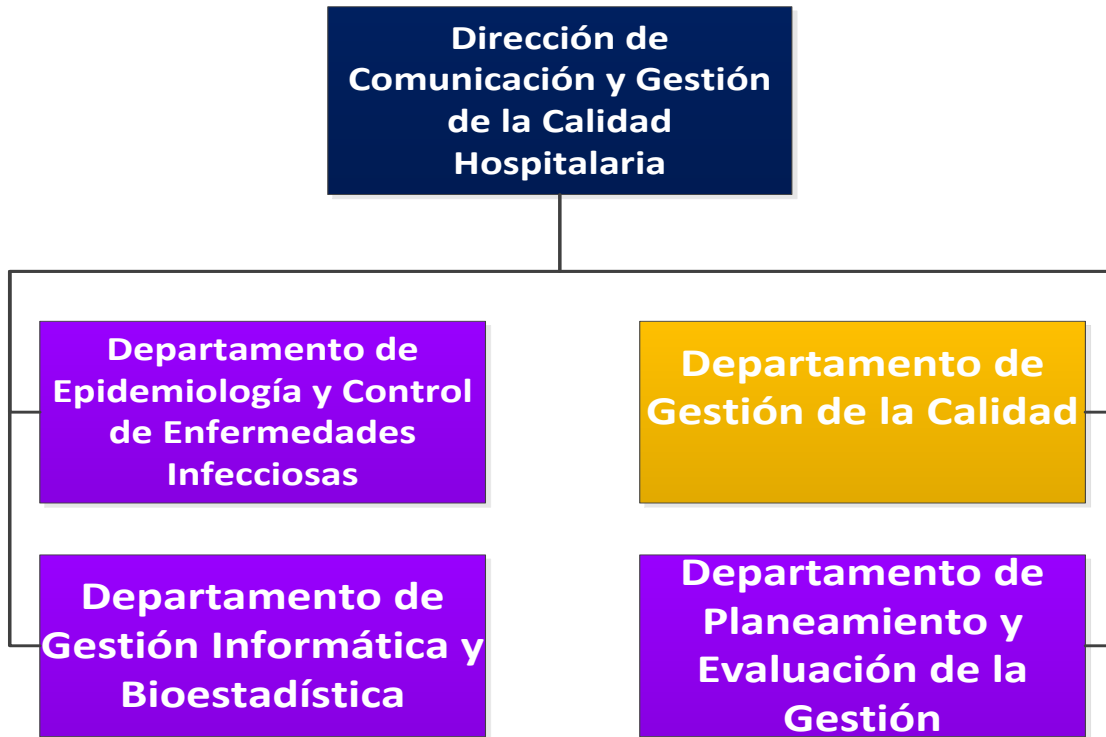 Dirección de
Comunicación y Gestión
de la Calidad
Hospitalaria
Departamento de
Epidemiología y Control
de Enfermedades
Infecciosas
Departamento de
Gestión de la Calidad
Departamento de
Gestión Informática y
Bioestadística
Departamento de
Planeamiento y
Evaluación de la
Gestión